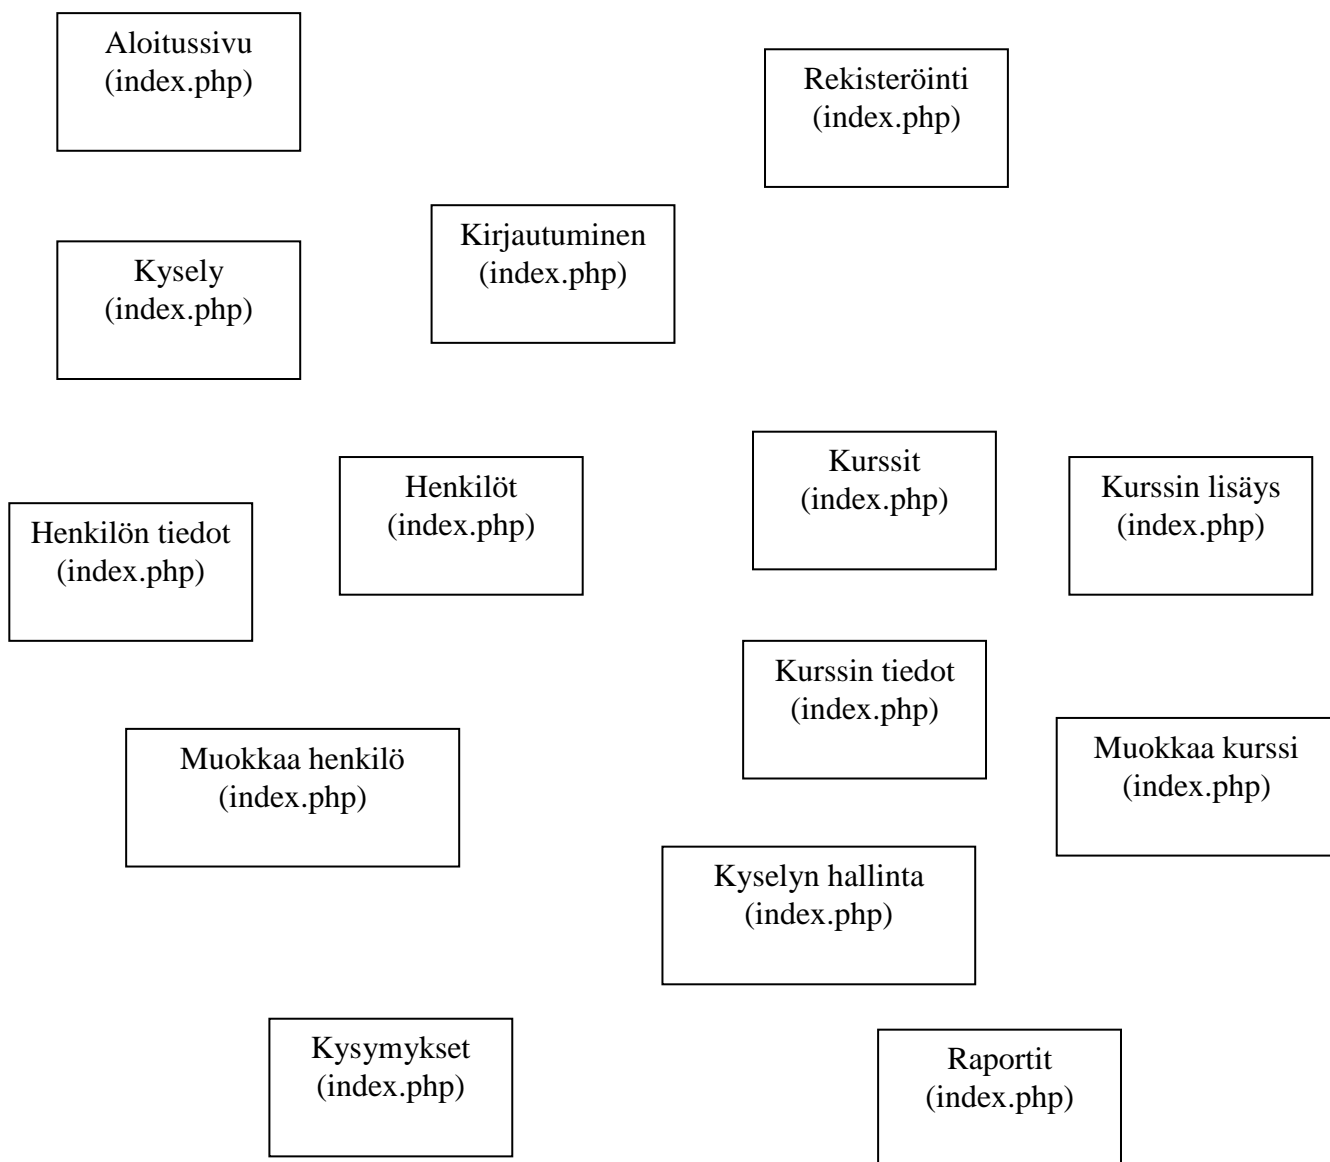 Aloitussivu
(index.php)
Rekisteröinti
(index.php)
Kirjautuminen
(index.php)
Kysely
(index.php)
Kurssit
(index.php)
Henkilöt
(index.php)
Kurssin lisäys
(index.php)
Henkilön tiedot
(index.php)
Kurssin tiedot
(index.php)
Muokkaa henkilö
(index.php)
Muokkaa kurssi
(index.php)
Kyselyn hallinta
(index.php)
Kysymykset
(index.php)
Raportit
(index.php)